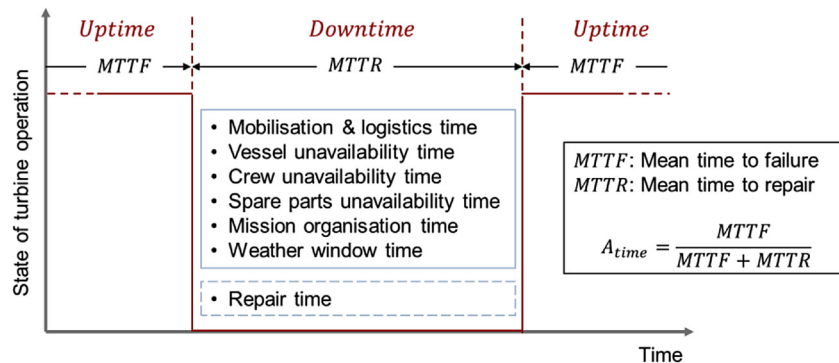 Uptime
Downtime
Uptime
MTTF
MTTR
MTTF
State of turbine operation
• Mobilisation & logistics time
• Vessel unavailability time
• Crew unavailability time
• Spare parts unavailability time
• Mission organisation time
• Weather window time
• Repair time
MTTF: Mean time to failure
MTTR: Mean time to repair
A_time = MTTF / (MTTF + MTTR)
Time